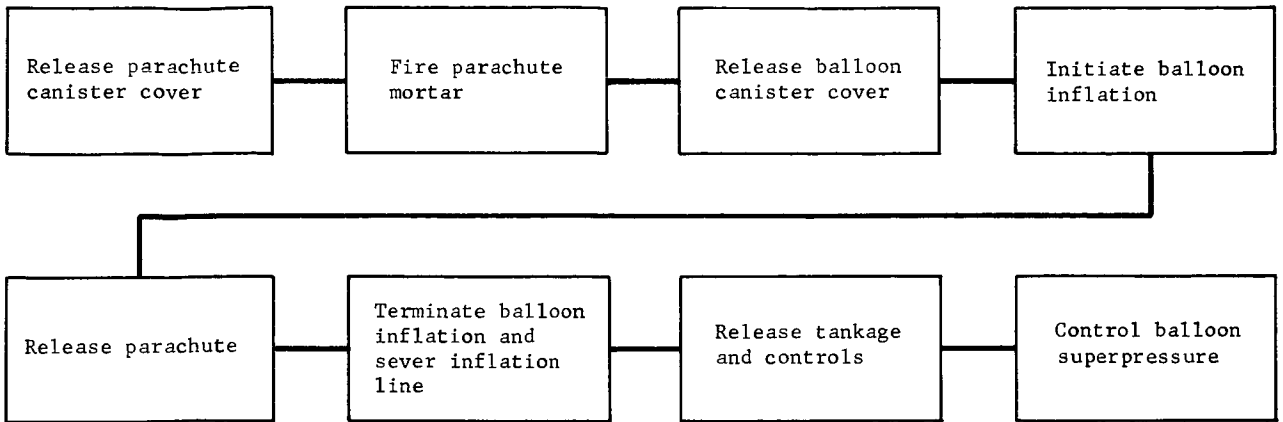 Release parachute
canister cover
Fire parachute
mortar
Release balloon
canister cover
Initiate balloon
inflation
Release parachute
Terminate balloon
inflation and
sever inflation
line
Release tankage
and controls
Control balloon
superpressure